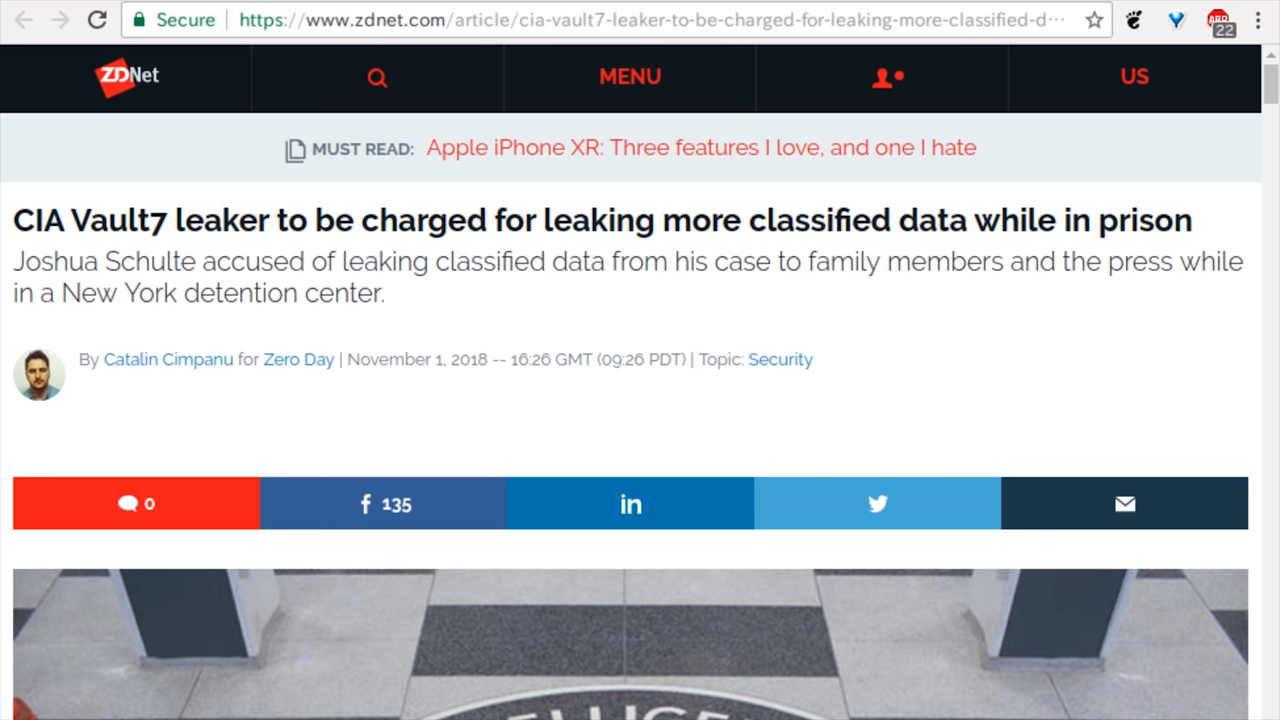 Secure https://www.zdnet.com/article/cia-vault7-leaker-to-be-charged-for-leaking-more-classified-d···
ABP
22
ZDNet
MENU
US
MUST READ: Apple iPhone XR: Three features I love, and one I hate
CIA Vault7 leaker to be charged for leaking more classified data while in prison
Joshua Schulte accused of leaking classified data from his case to family members and the press while
in a New York detention center.
By Catalin Cimpanu for Zero Day | November 1, 2018 -- 16:26 GMT (09:26 PDT) | Topic: Security
0
f 135
in